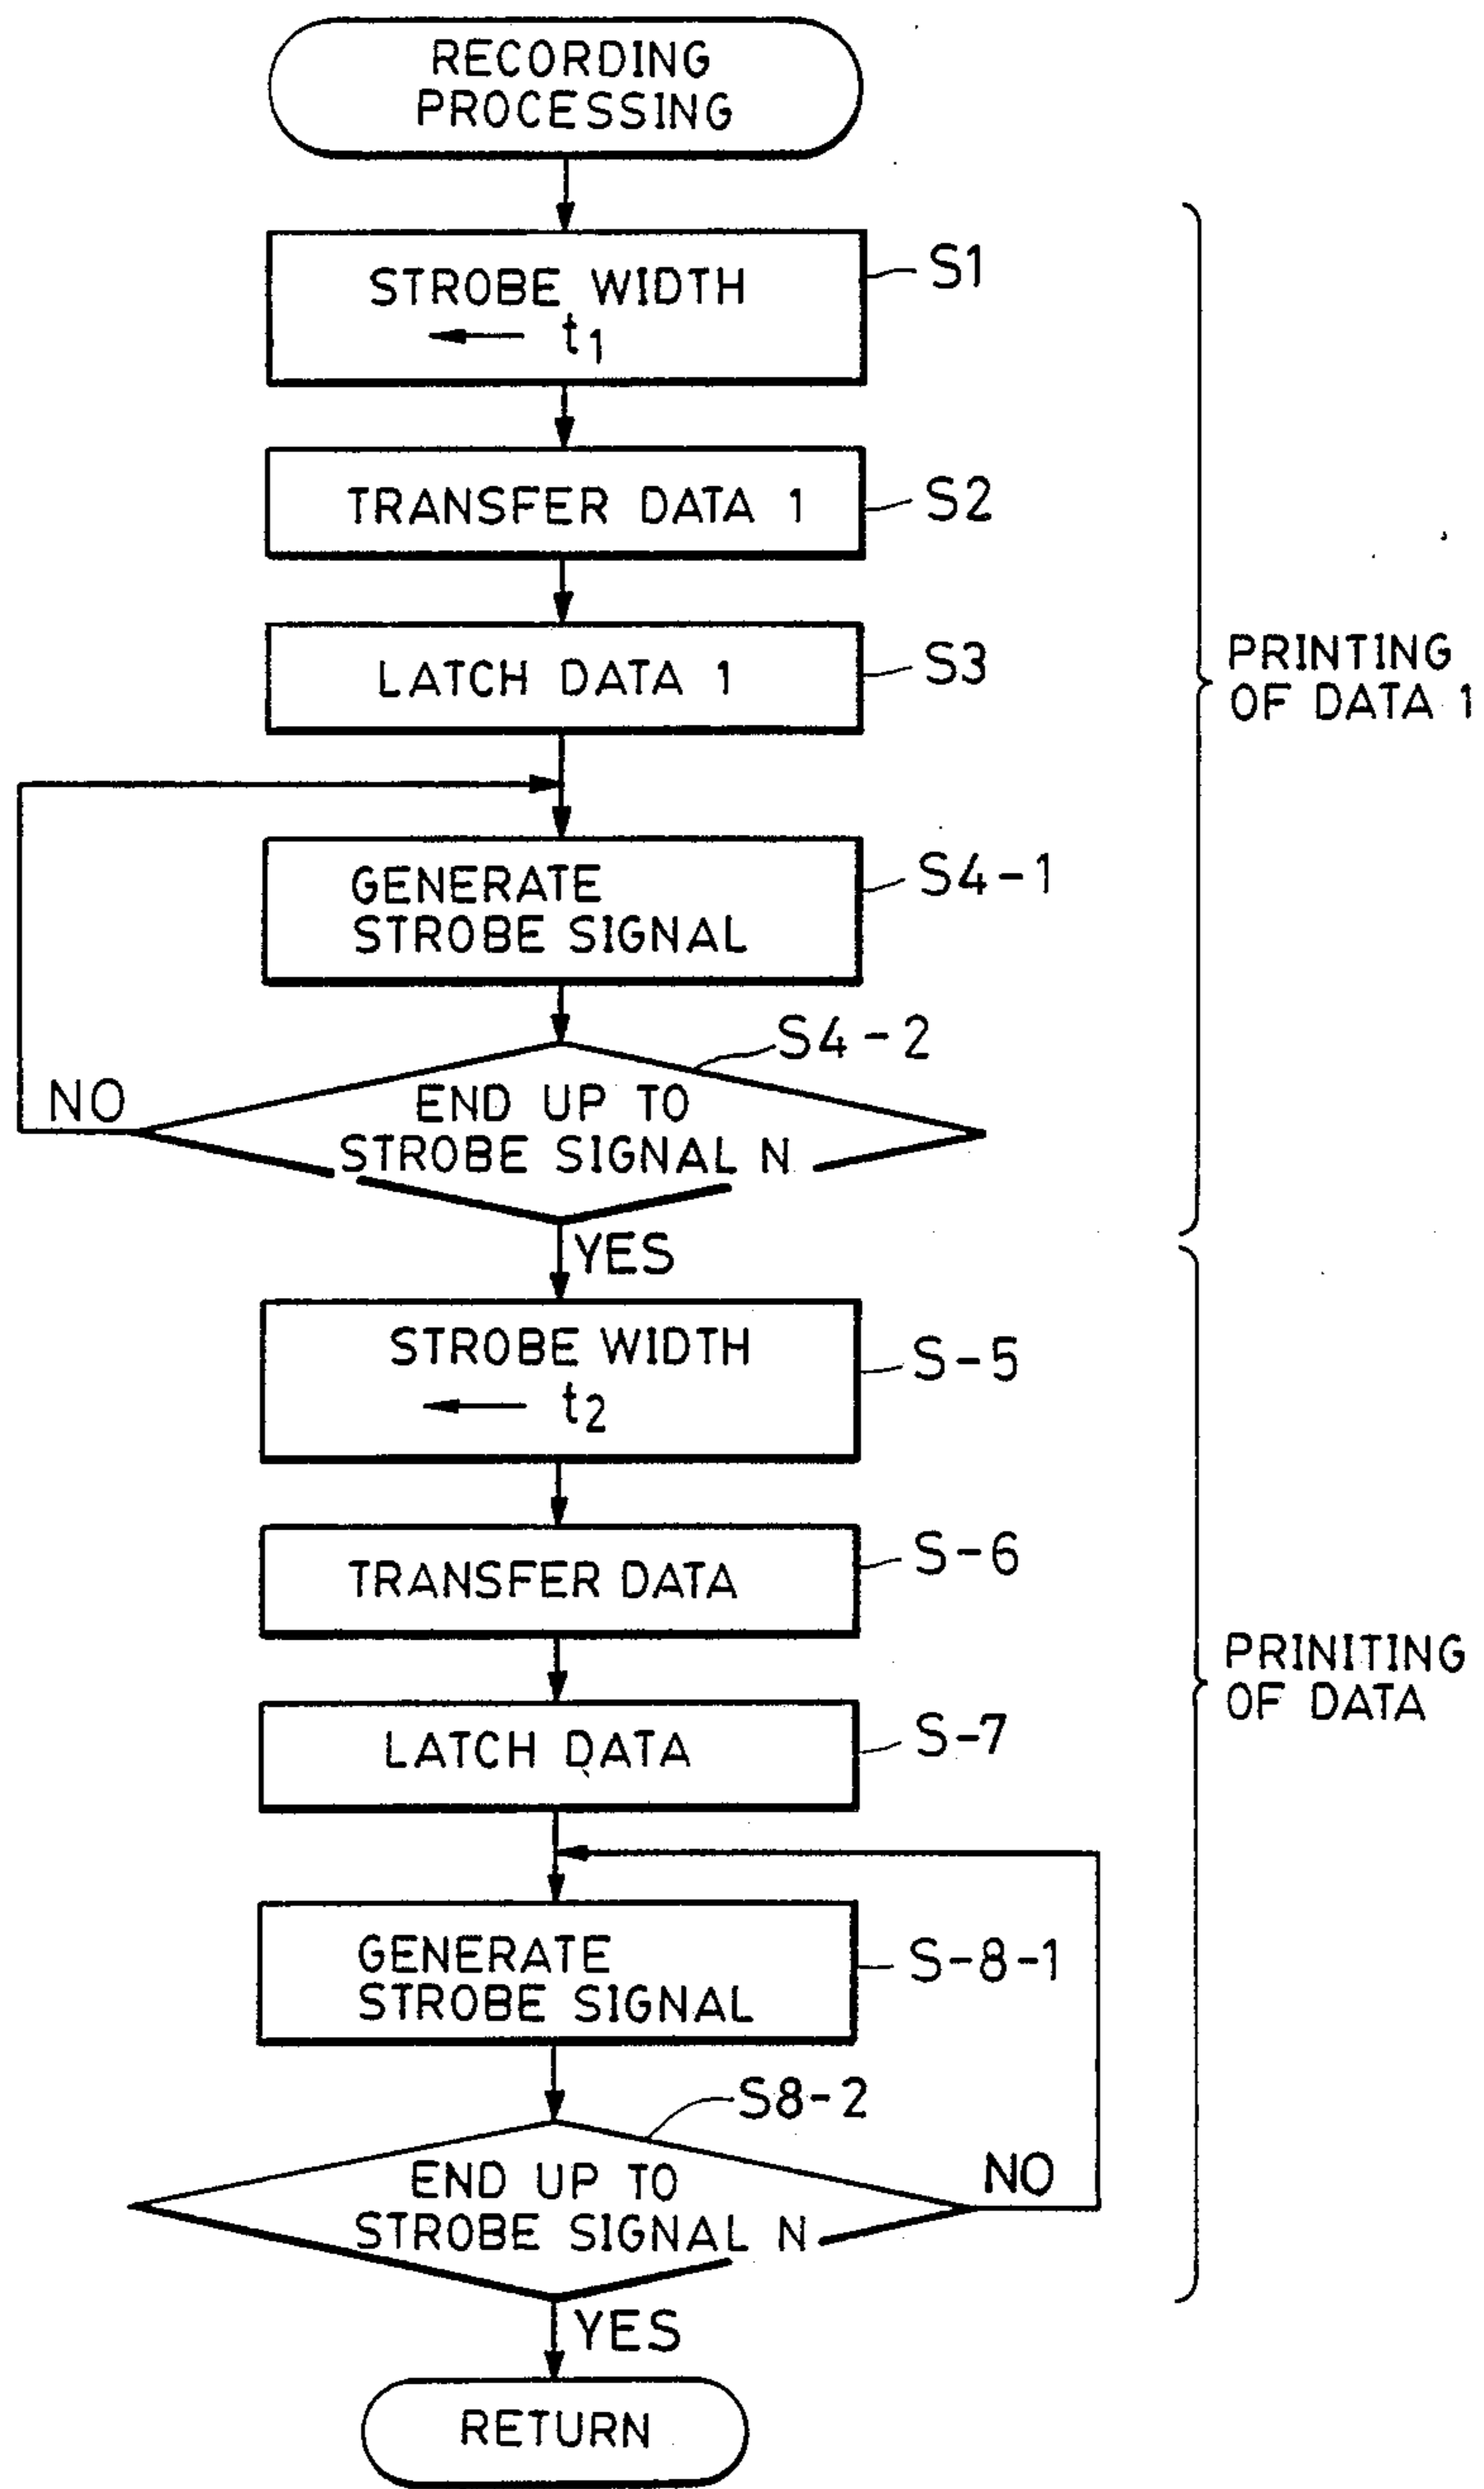 RECORDING
PROCESSING
STROBE WIDTH
← t1
S1
TRANSFER DATA 1
S2
LATCH DATA 1
S3
PRINTING
OF DATA 1
GENERATE
STROBE SIGNAL
S4-1
S4-2
NO
END UP TO
STROBE SIGNAL N
YES
STROBE WIDTH
← t2
S-5
TRANSFER DATA
S-6
PRINITING
OF DATA
LATCH DATA
S-7
GENERATE
STROBE SIGNAL
S-8-1
S8-2
END UP TO
STROBE SIGNAL N
NO
YES
RETURN